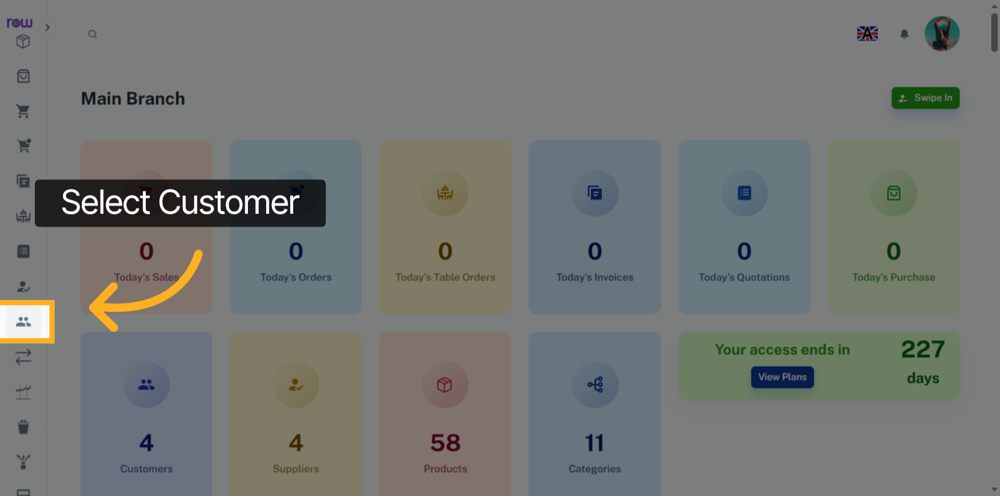 row
A
Main Branch
Swipe In
Select Customer
0
Today's Sales
0
Today's Orders
0
Today's Table Orders
0
Today's Invoices
0
Today's Quotations
0
Today's Purchase
4
Customers
4
Suppliers
58
Products
11
Categories
Your access ends in
227
days
View Plans